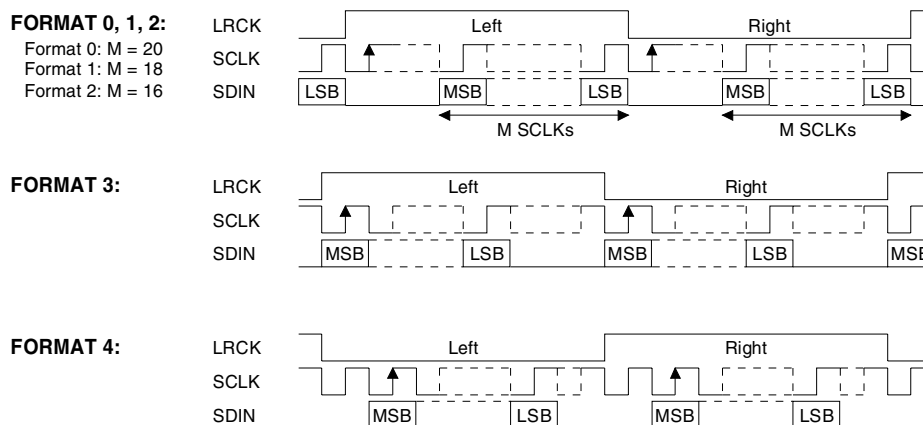 FORMAT 0, 1, 2:
Format 0: M = 20
Format 1: M = 18
Format 2: M = 16
LRCK Left Right
SCLK
SDIN LSB MSB LSB MSB LSB
M SCLKs M SCLKs
FORMAT 3:
LRCK Left Right
SCLK
SDIN MSB LSB MSB LSB MSB
FORMAT 4:
LRCK Left Right
SCLK
SDIN MSB LSB MSB LSB